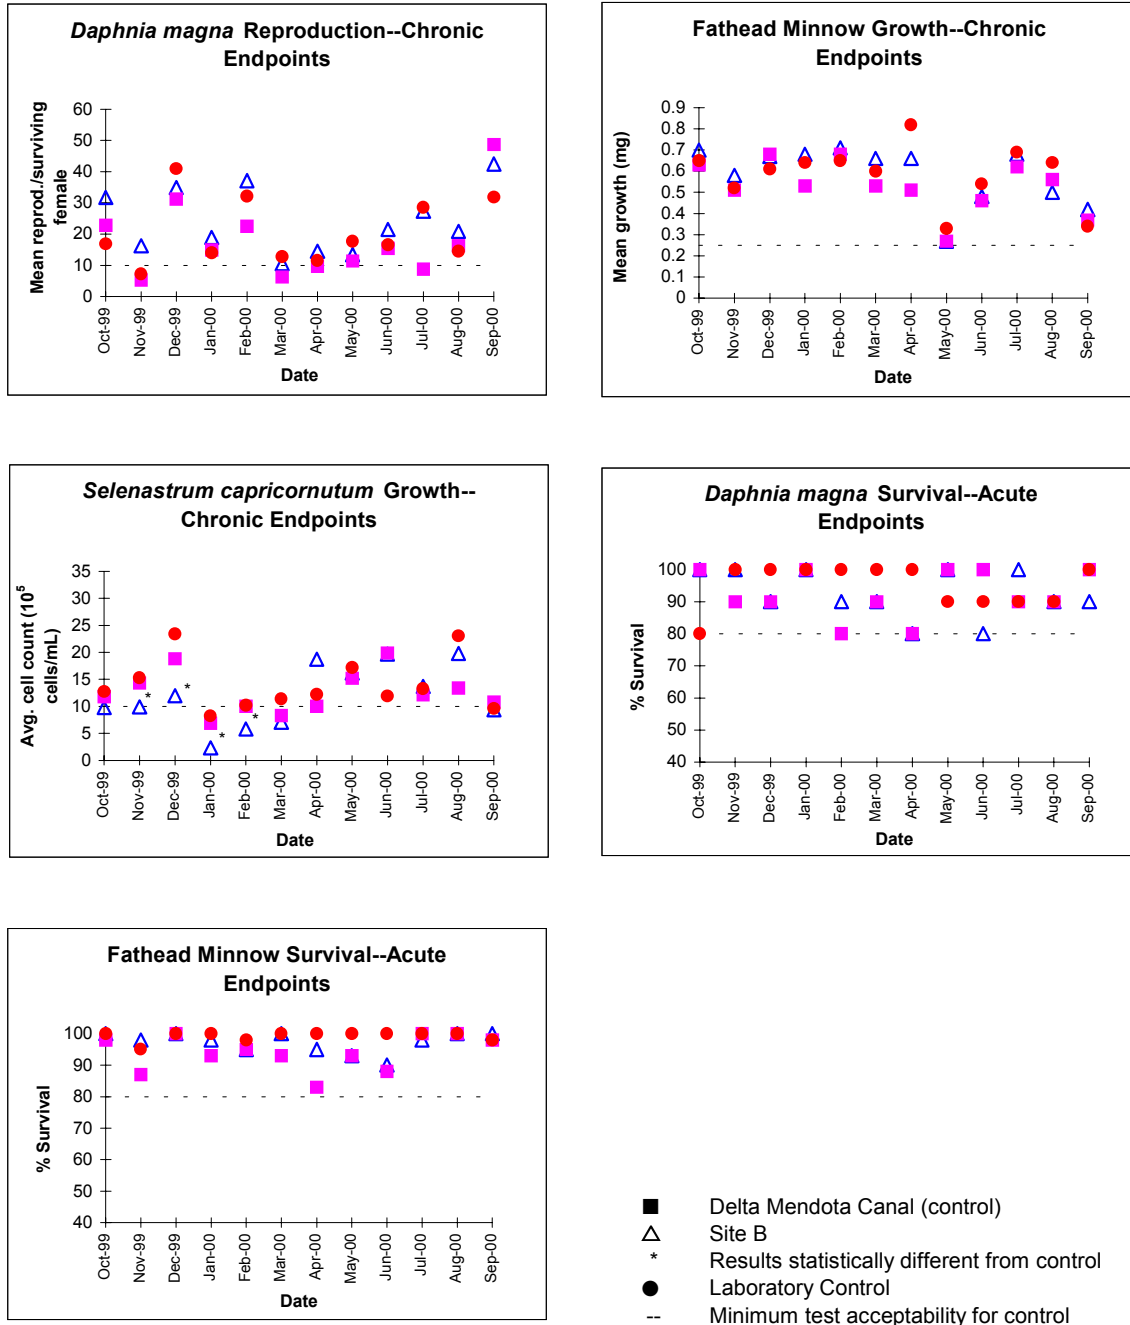 Daphnia magna Reproduction--Chronic
Endpoints
Mean reprod./surviving
female
60
50
40
30
20
10
0
Oct-99
Nov-99
Dec-99
Jan-00
Feb-00
Mar-00
Apr-00
May-00
Jun-00
Jul-00
Aug-00
Sep-00
Date
Fathead Minnow Growth--Chronic
Endpoints
Mean growth (mg)
0.9
0.8
0.7
0.6
0.5
0.4
0.3
0.2
0.1
0
Oct-99
Nov-99
Dec-99
Jan-00
Feb-00
Mar-00
Apr-00
May-00
Jun-00
Jul-00
Aug-00
Sep-00
Date
Selenastrum capricornutum Growth--
Chronic Endpoints
Avg. cell count (10⁵
cells/mL)
35
30
25
20
15
10
5
0
*
*
*
*
Oct-99
Nov-99
Dec-99
Jan-00
Feb-00
Mar-00
Apr-00
May-00
Jun-00
Jul-00
Aug-00
Sep-00
Date
Daphnia magna Survival--Acute
Endpoints
% Survival
100
90
80
70
60
50
40
Oct-99
Nov-99
Dec-99
Jan-00
Feb-00
Mar-00
Apr-00
May-00
Jun-00
Jul-00
Aug-00
Sep-00
Date
Fathead Minnow Survival--Acute
Endpoints
% Survival
100
90
80
70
60
50
40
Oct-99
Nov-99
Dec-99
Jan-00
Feb-00
Mar-00
Apr-00
May-00
Jun-00
Jul-00
Aug-00
Sep-00
Date
Delta Mendota Canal (control)
Site B
* Results statistically different from control
Laboratory Control
-- Minimum test acceptability for control